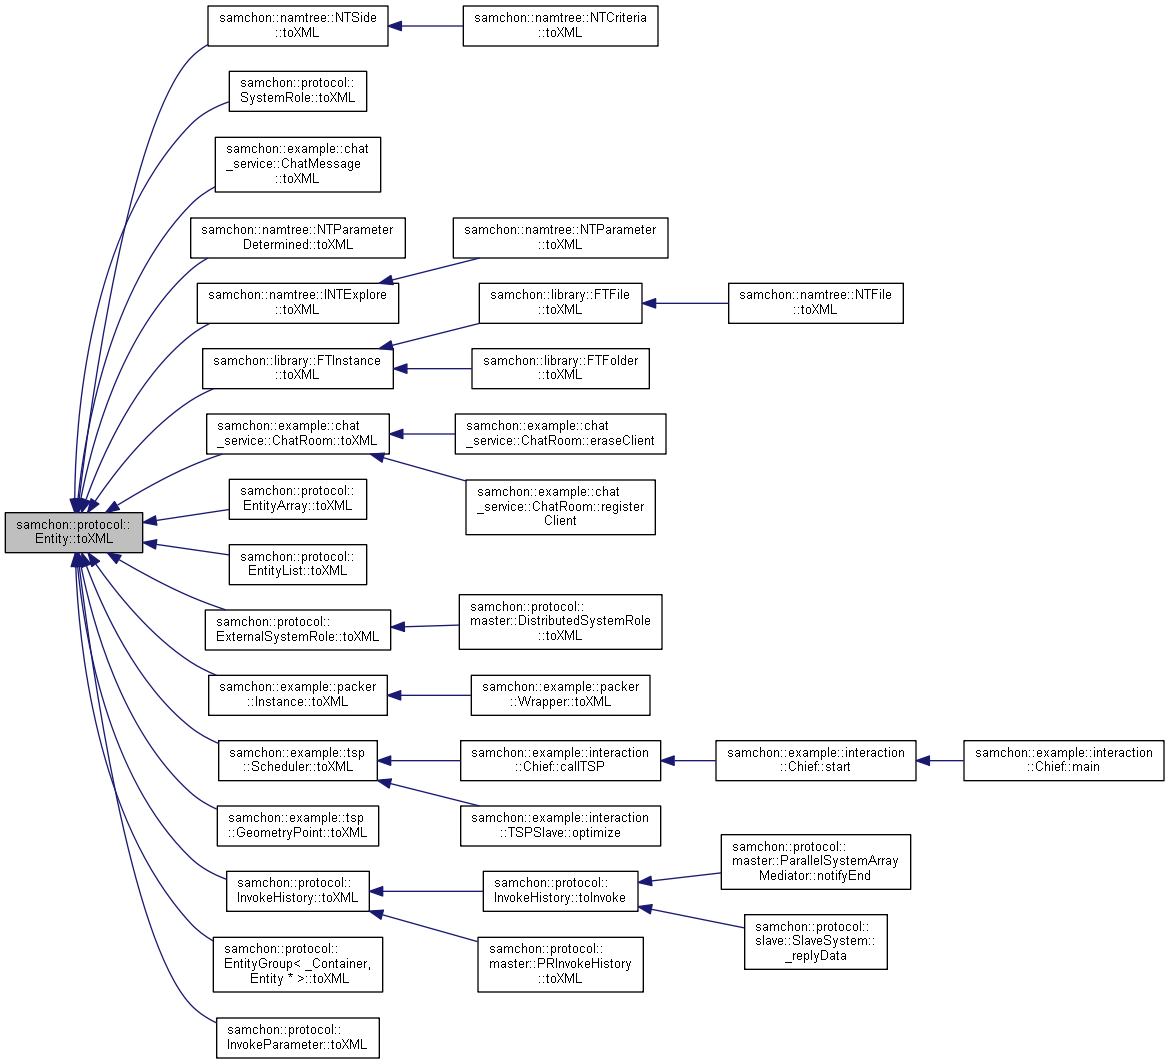 samchon::namtree::NTSide
::toXML
samchon::namtree::NTCriteria
::toXML
samchon::protocol::
SystemRole::toXML
samchon::example::chat
_service::ChatMessage
::toXML
samchon::namtree::NTParameter
Determined::toXML
samchon::namtree::NTParameter
::toXML
samchon::namtree::INTExplore
::toXML
samchon::library::FTFile
::toXML
samchon::namtree::NTFile
::toXML
samchon::library::FTInstance
::toXML
samchon::library::FTFolder
::toXML
samchon::example::chat
_service::ChatRoom::toXML
samchon::example::chat
_service::ChatRoom::eraseClient
samchon::protocol::
EntityArray::toXML
samchon::example::chat
_service::ChatRoom::register
Client
samchon::protocol::
Entity::toXML
samchon::protocol::
EntityList::toXML
samchon::protocol::
ExternalSystemRole::toXML
samchon::protocol::
master::DistributedSystemRole
::toXML
samchon::example::packer
::Instance::toXML
samchon::example::packer
::Wrapper::toXML
samchon::example::tsp
::Scheduler::toXML
samchon::example::interaction
::Chief::callTSP
samchon::example::interaction
::Chief::start
samchon::example::interaction
::Chief::main
samchon::example::tsp
::GeometryPoint::toXML
samchon::example::interaction
::TSPSlave::optimize
samchon::protocol::
InvokeHistory::toXML
samchon::protocol::
InvokeHistory::toInvoke
samchon::protocol::
master::ParallelSystemArray
Mediator::notifyEnd
samchon::protocol::
slave::SlaveSystem::
_replyData
samchon::protocol::
EntityGroup< _Container,
Entity * >::toXML
samchon::protocol::
master::PRInvokeHistory
::toXML
samchon::protocol::
InvokeParameter::toXML